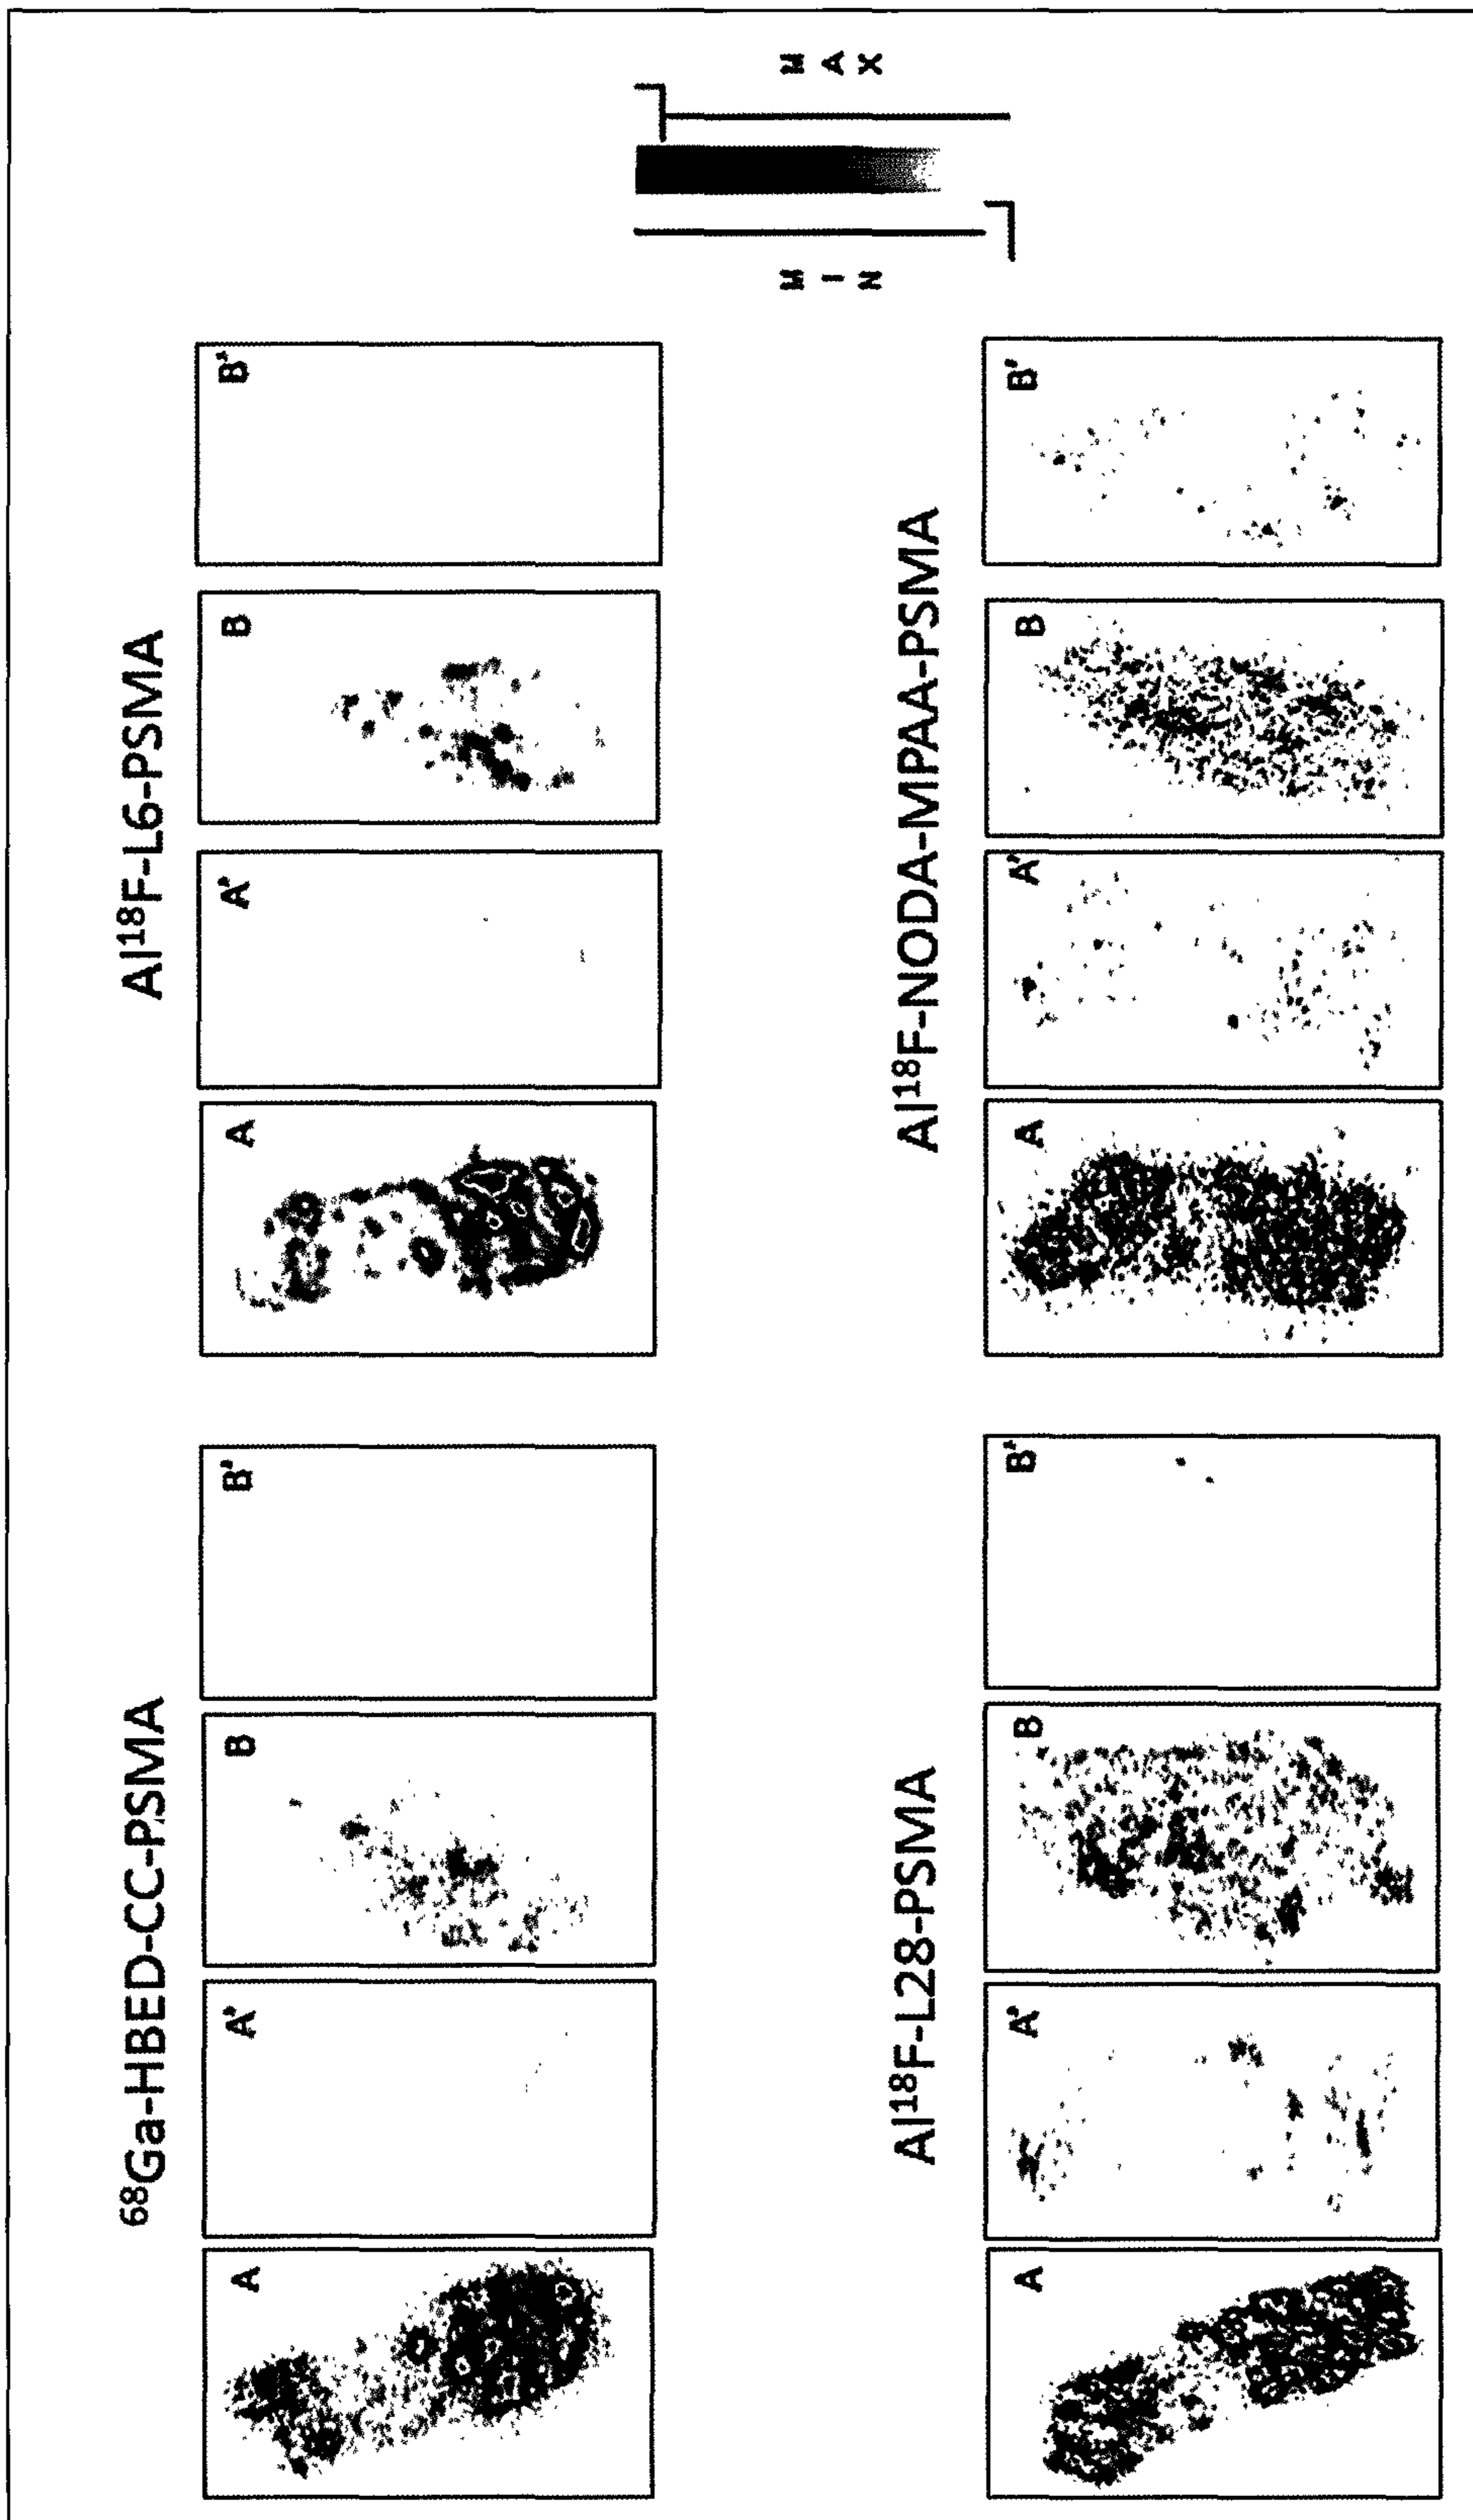 ⁶⁸Ga-HBED-CC-PSMA
Al¹⁸F-L6-PSMA
A A' B B' A A' B B'
Al¹⁸F-L28-PSMA
Al¹⁸F-NODA-MPAA-PSMA
A A' B B' A A' B B'
MIN
MAX